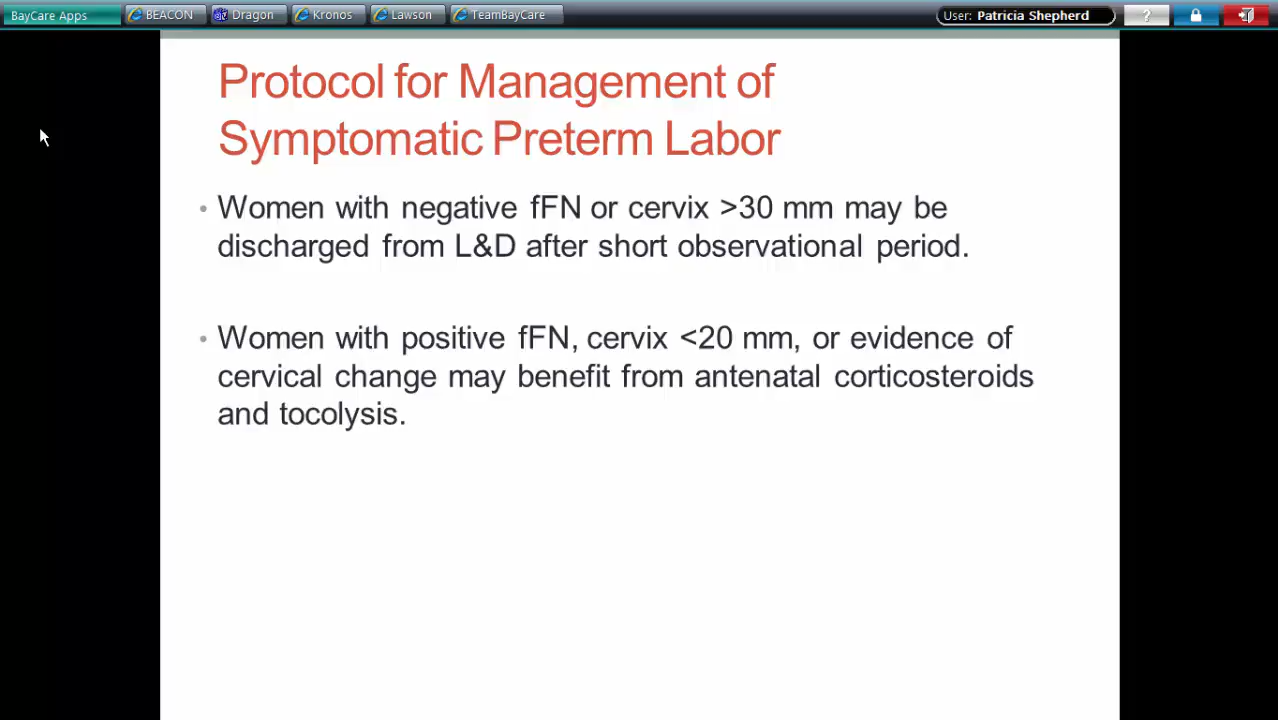 BayCare Apps BEACON Dragon Kronos Lawson TeamBayCare User: Patricia Shepherd ?
Protocol for Management of
Symptomatic Preterm Labor
• Women with negative fFN or cervix >30 mm may be
discharged from L&D after short observational period.
• Women with positive fFN, cervix <20 mm, or evidence of
cervical change may benefit from antenatal corticosteroids
and tocolysis.